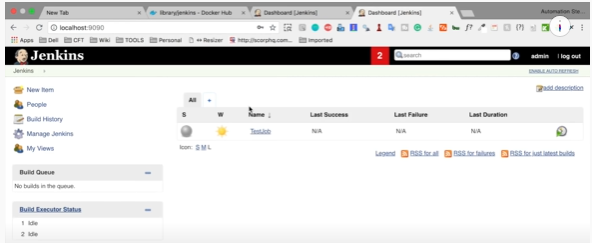 New Tab
library/jenkins - Docker Hub
Dashboard [Jenkins]
Dashboard [Jenkins]
Automation Ste...
localhost:9090
Apps Dell CFT Wiki TOOLS Personal Resizer http://scorphq.com... Imported
Jenkins 2 search admin | log out
Jenkins ENABLE AUTO REFRESH
New Item
People
Build History
Manage Jenkins
My Views
add description
All +
S W Name ↓ Last Success Last Failure Last Duration
TestJob N/A N/A N/A
Icon: S M L
Legend RSS for all RSS for failures RSS for just latest builds
Build Queue
No builds in the queue.
Build Executor Status
1 Idle
2 Idle